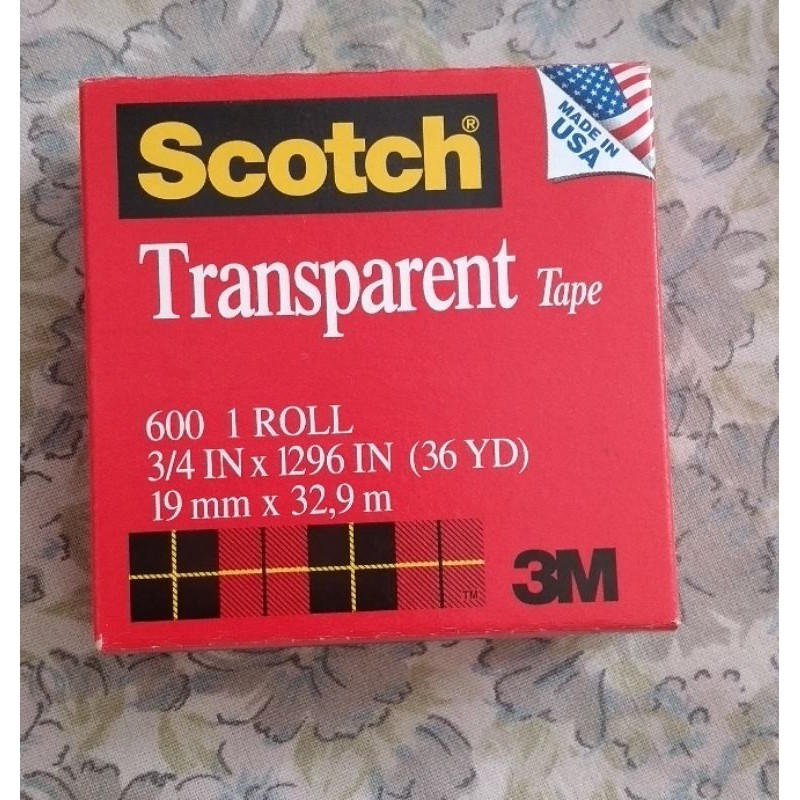 Scotch®
MADE IN
USA
Transparent Tape
600 1 ROLL
3/4 IN x 1296 IN (36 YD)
19 mm x 32,9 m
TM
3M